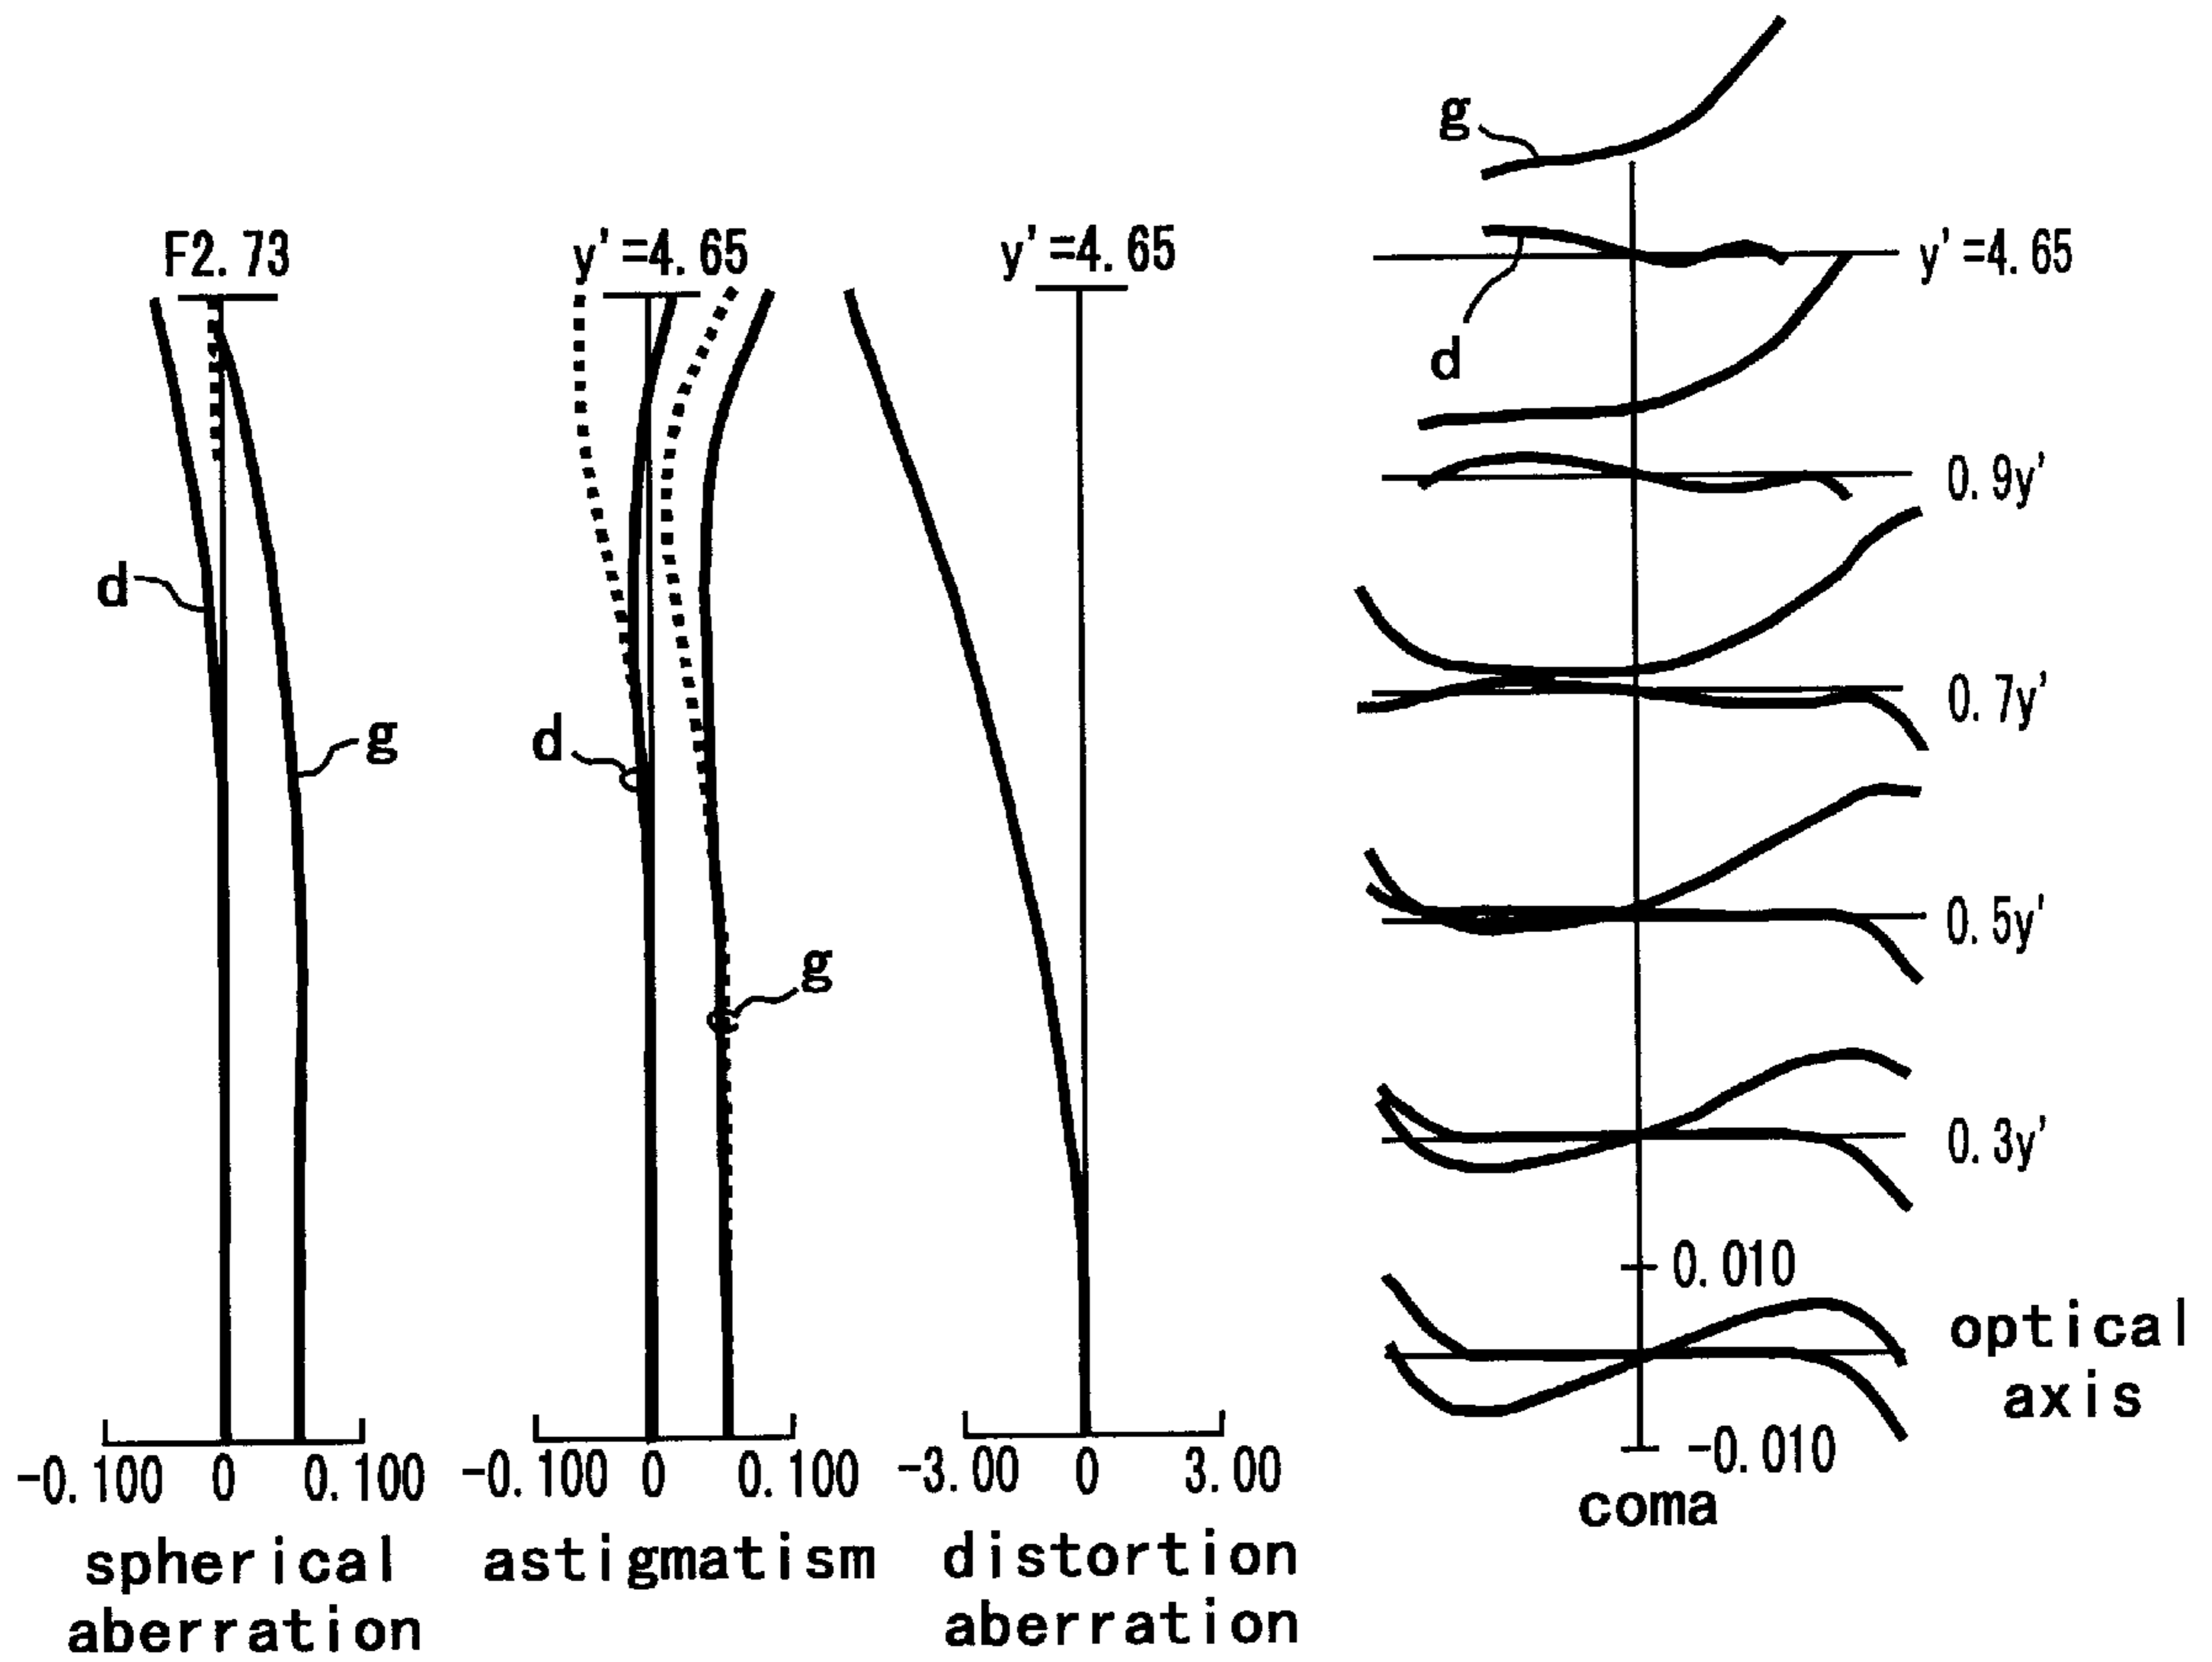 F2.73
d
g
-0.100 0 0.100
spherical
aberration
y'=4.65
d
g
-0.100 0 0.100
astigmatism
y'=4.65
-3.00 0 3.00
distortion
aberration
g
y'=4.65
d
0.9y'
0.7y'
0.5y'
0.3y'
0.010
optical
axis
-0.010
coma